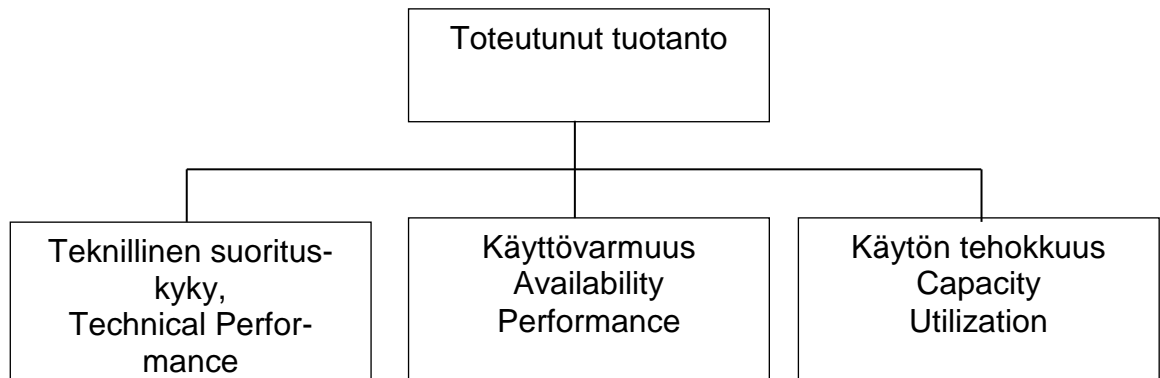 Toteutunut tuotanto
Teknillinen suoritus-
kyky,
Technical Perfor-
mance
Käyttövarmuus
Availability
Performance
Käytön tehokkuus
Capacity
Utilization